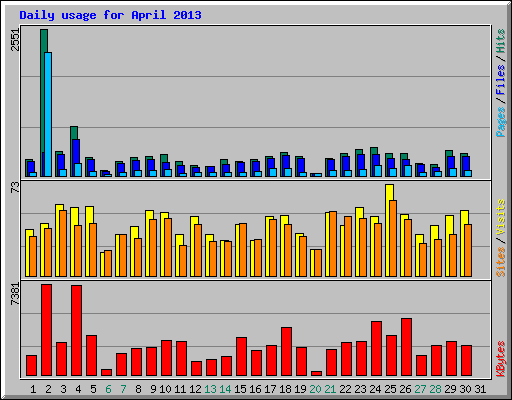 Daily usage for April 2013
2551
Pages / Files / Hits
73
Sites / Visits
7381
KBytes
1 2 3 4 5 6 7 8 9 10 11 12 13 14 15 16 17 18 19 20 21 22 23 24 25 26 27 28 29 30 31